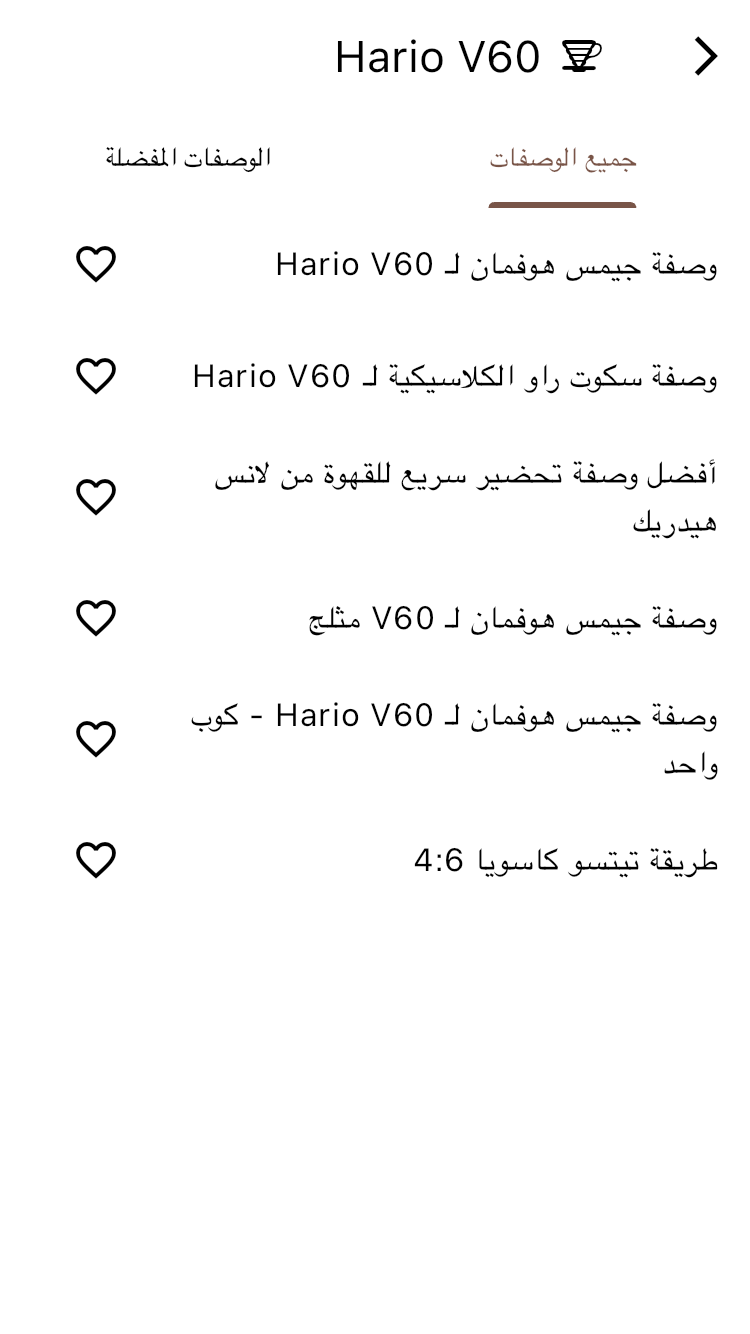 Hario V60
جميع الوصفات
الوصفات المفضلة
وصفة جيمس هوفمان لـ Hario V60
وصفة سكوت راو الكلاسيكية لـ Hario V60
أفضل وصفة تحضير سريع للقهوة من لانس
هيدريك
وصفة جيمس هوفمان لـ V60 مثلج
وصفة جيمس هوفمان لـ Hario V60 - كوب
واحد
طريقة تيتسو كاسويا 4:6